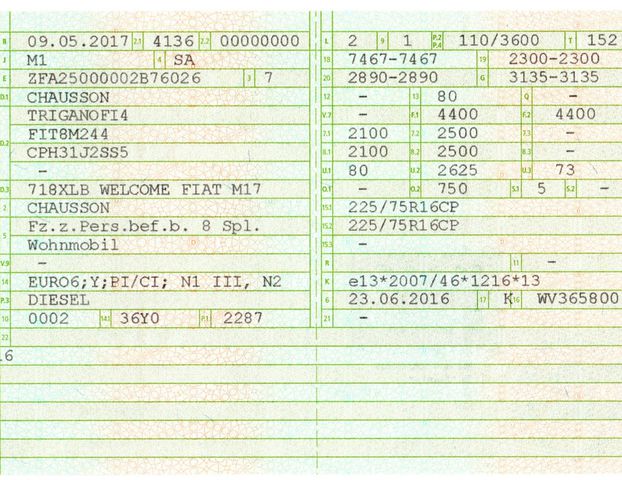 B 09.05.2017 2.1 4136 2.2 00000000
J M1 4 SA
E ZFA25000002B76026 3 7
D.1 CHAUSSON
TRIGANOFI4
D.2 FIT8M244
CPH31J2SS5
-
D.3 718XLB WELCOME FIAT M17
2 CHAUSSON
5 Fz.z.Pers.bef.b. 8 Spl.
Wohnmobil
V.9 -
14 EURO6;Y;PI/CI; N1 III, N2
P.3 DIESEL
10 0002 14.1 36Y0 P.1 2287
22
16
L 2 9 1 P.2 P.4 110/3600 T 152
18 7467-7467 19 2300-2300
20 2890-2890 G 3135-3135
12 - 13 80 Q -
V.7 - F.1 4400 F.2 4400
7.1 2100 7.2 2500 7.3 -
8.1 2100 8.2 2500 8.3 -
U.1 80 U.2 2625 U.3 73
O.1 - O.2 750 S.1 5 S.2 -
15.1 225/75R16CP
15.2 225/75R16CP
15.3 -
R 11 -
K e13*2007/46*1216*13
6 23.06.2016 17 K 16 WV365800
21 -